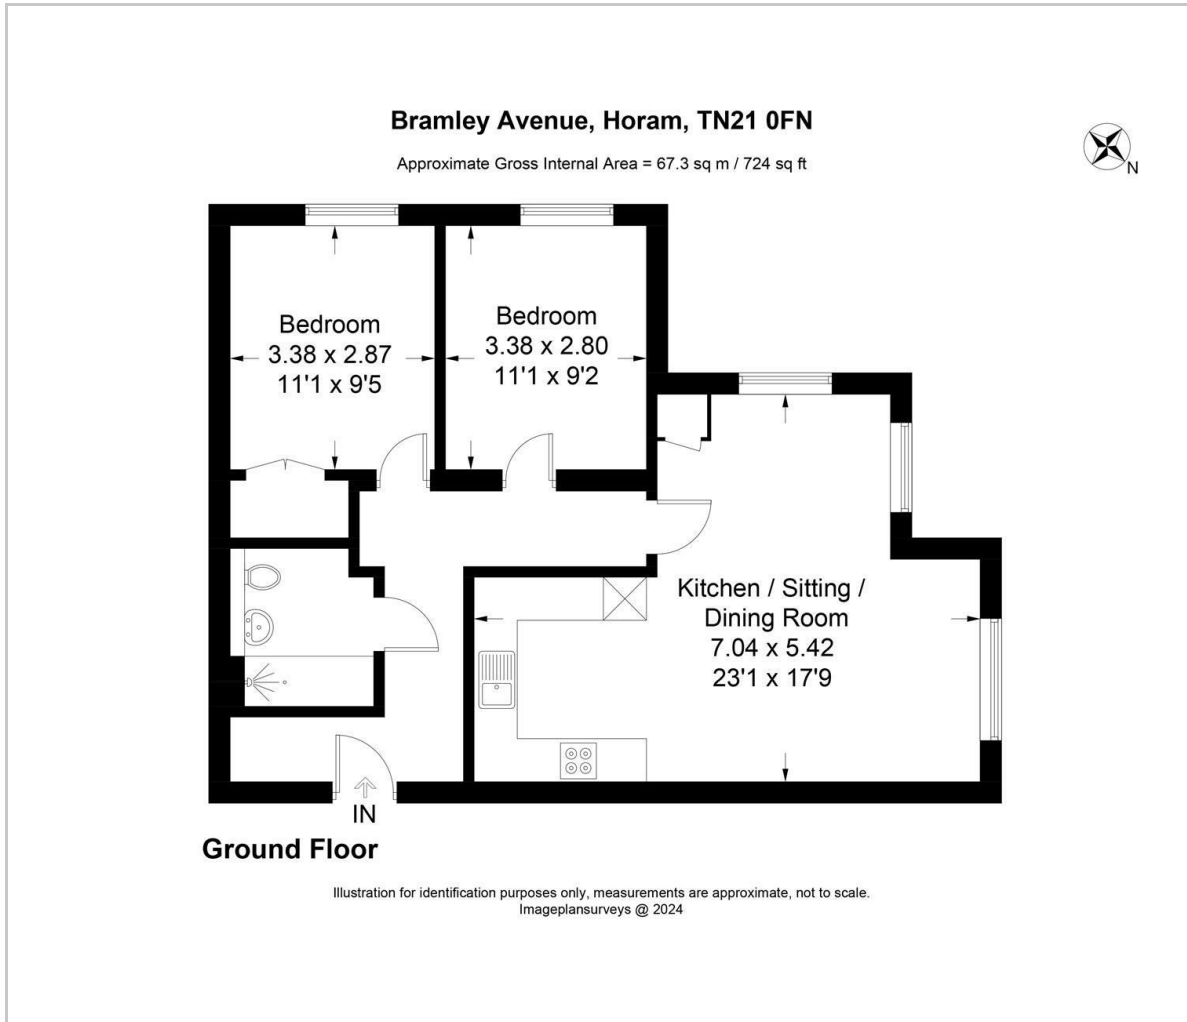 Bramley Avenue, Horam, TN21 0FN
Approximate Gross Internal Area = 67.3 sq m / 724 sq ft
N
Bedroom
3.38 x 2.87
11'1 x 9'5
Bedroom
3.38 x 2.80
11'1 x 9'2
Kitchen / Sitting /
Dining Room
7.04 x 5.42
23'1 x 17'9
IN
Ground Floor
Illustration for identification purposes only, measurements are approximate, not to scale.
Imageplansurveys @ 2024